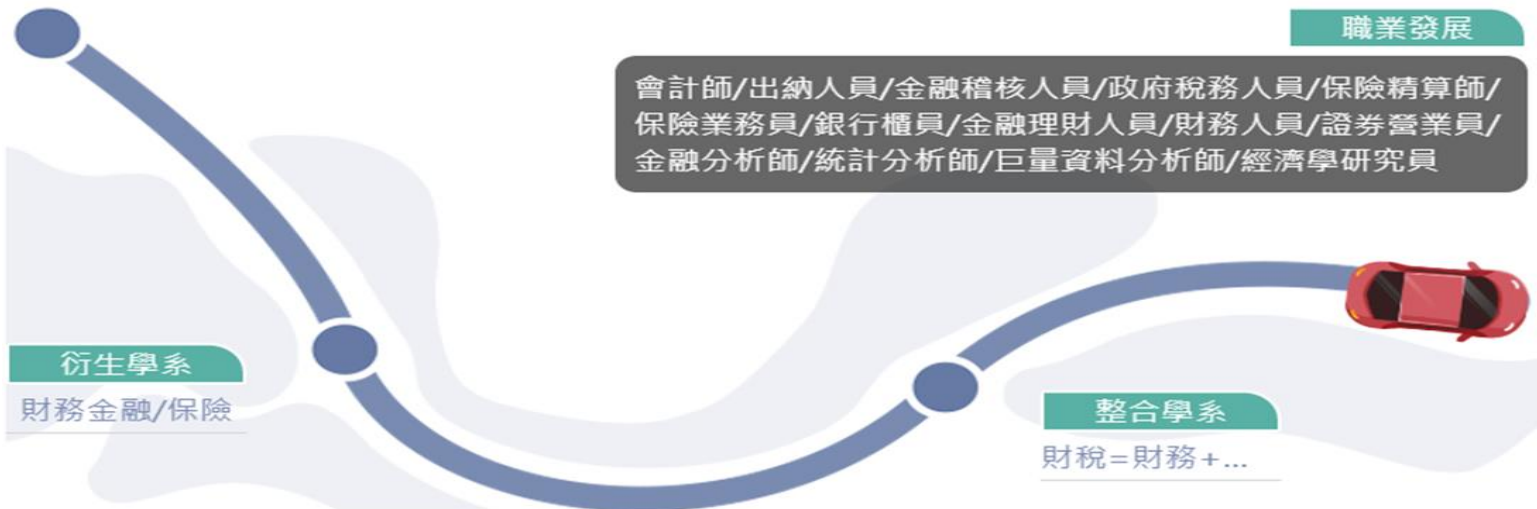 職業發展
會計師/出納人員/金融稽核人員/政府稅務人員/保險精算師/
保險業務員/銀行櫃員/金融理財人員/財務人員/證券營業員/
金融分析師/統計分析師/巨量資料分析師/經濟學研究員
衍生學系
財務金融/保險
整合學系
財稅=財務+...